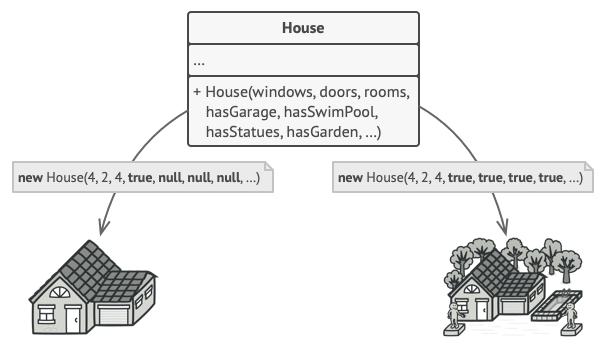 House
...
+ House(windows, doors, rooms,
hasGarage, hasSwimPool,
hasStatues, hasGarden, ...)
new House(4, 2, 4, true, null, null, null, ...)
new House(4, 2, 4, true, true, true, true, ...)